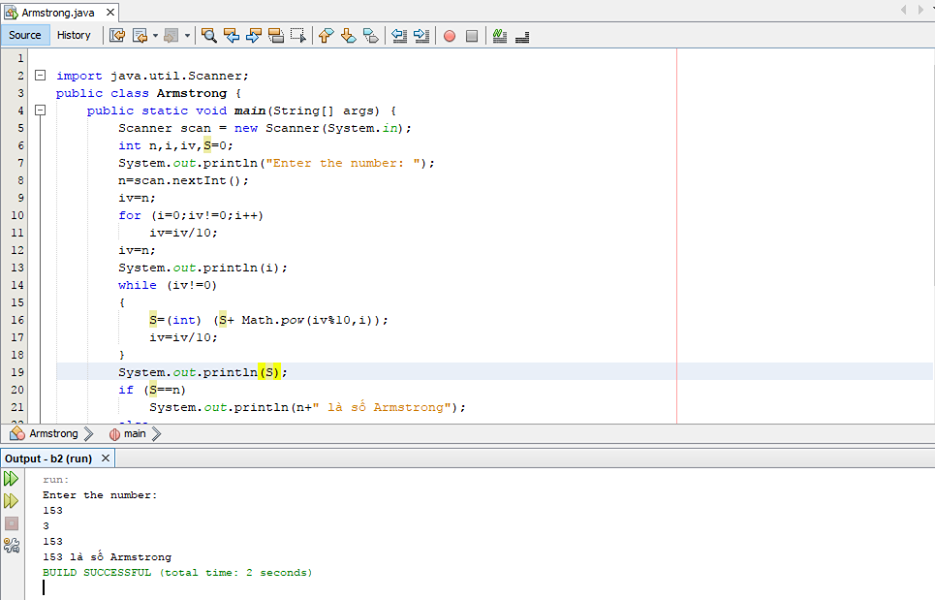 Armstrong.java
Source History
1
2 import java.util.Scanner;
3 public class Armstrong {
4 public static void main(String[] args) {
5 Scanner scan = new Scanner(System.in);
6 int n,i,iv,S=0;
7 System.out.println("Enter the number: ");
8 n=scan.nextInt();
9 iv=n;
10 for (i=0;iv!=0;i++)
11 iv=iv/10;
12 iv=n;
13 System.out.println(i);
14 while (iv!=0)
15 {
16 S=(int) (S+ Math.pow(iv%10,i));
17 iv=iv/10;
18 }
19 System.out.println(S);
20 if (S==n)
21 System.out.println(n+" là số Armstrong");
Armstrong main
Output - b2 (run)
run:
Enter the number:
153
3
153
153 là số Armstrong
BUILD SUCCESSFUL (total time: 2 seconds)